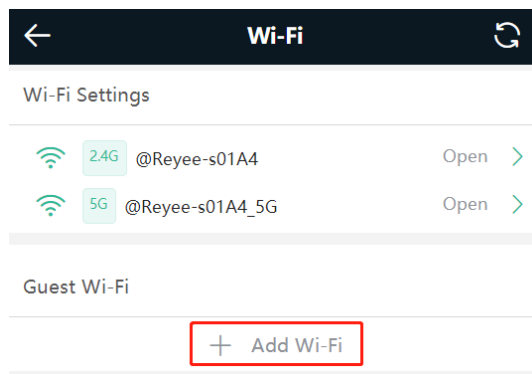 Wi-Fi
Wi-Fi Settings
2.4G @Reyee-s01A4 Open
5G @Reyee-s01A4_5G Open
Guest Wi-Fi
+ Add Wi-Fi